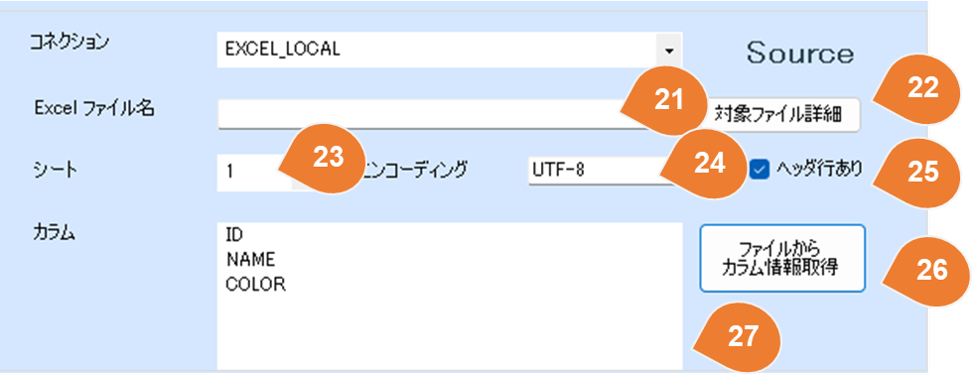 コネクション
EXCEL_LOCAL
Source
Excel ファイル名
21
対象ファイル詳細
22
シート
1
23
エンコーディング
UTF-8
24
ヘッダ行あり
25
カラム
ID
NAME
COLOR
ファイルから
カラム情報取得
26
27